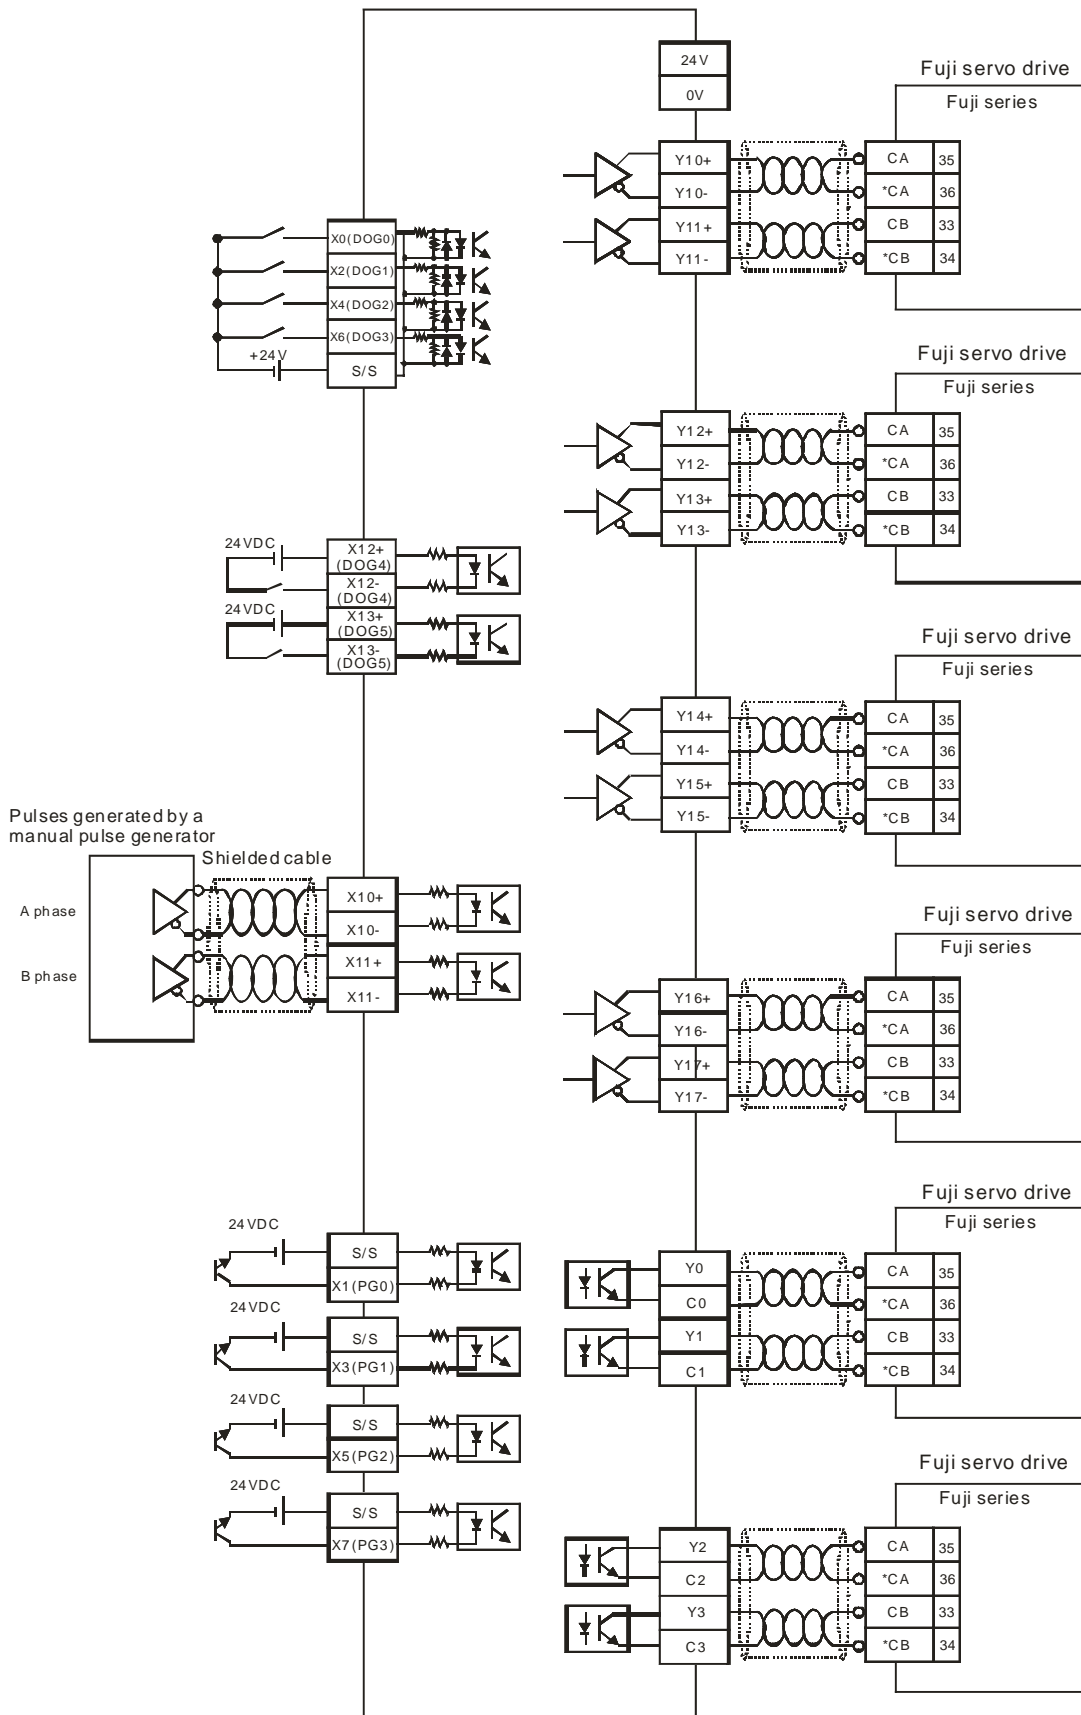 24V
0V
Fuji servo drive
Fuji series
Y10+
Y10-
Y11+
Y11-
CA 35
*CA 36
CB 33
*CB 34
X0(DOG0)
X2(DOG1)
X4(DOG2)
X6(DOG3)
+24V
S/S
Fuji servo drive
Fuji series
Y12+
Y12-
Y13+
Y13-
CA 35
*CA 36
CB 33
*CB 34
24VDC
X12+
(DOG4)
X12-
(DOG4)
24VDC
X13+
(DOG5)
X13-
(DOG5)
Fuji servo drive
Fuji series
Y14+
Y14-
Y15+
Y15-
CA 35
*CA 36
CB 33
*CB 34
Pulses generated by a
manual pulse generator
Shielded cable
A phase
B phase
X10+
X10-
X11+
X11-
Fuji servo drive
Fuji series
Y16+
Y16-
Y17+
Y17-
CA 35
*CA 36
CB 33
*CB 34
24VDC
S/S
X1(PG0)
24VDC
S/S
X3(PG1)
24VDC
S/S
X5(PG2)
24VDC
S/S
X7(PG3)
Fuji servo drive
Fuji series
Y0
C0
Y1
C1
CA 35
*CA 36
CB 33
*CB 34
Fuji servo drive
Fuji series
Y2
C2
Y3
C3
CA 35
*CA 36
CB 33
*CB 34